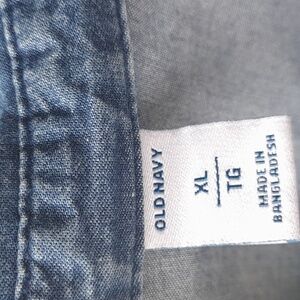 OLD NAVY
XL
TG
MADE IN
BANGLADESH